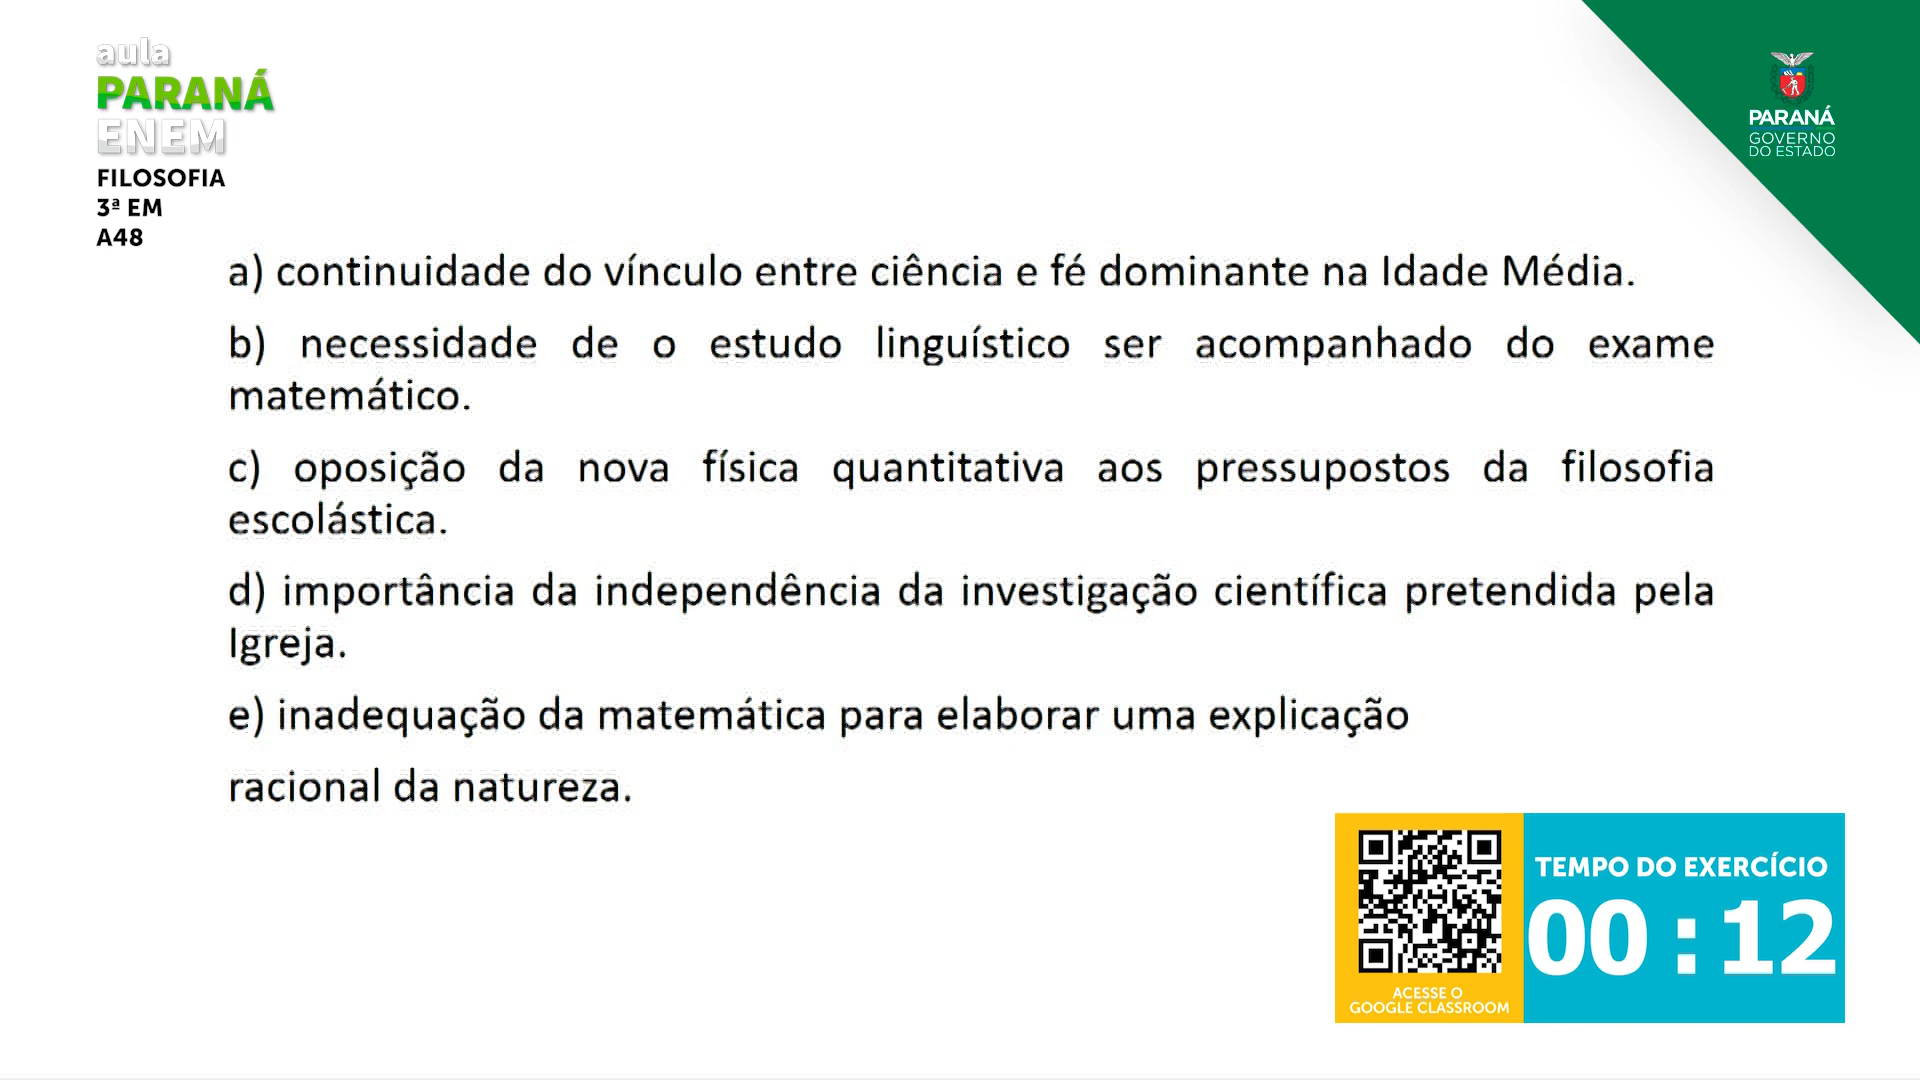 aula
PARANÁ
ENEM
FILOSOFIA
3ª EM
A48
PARANÁ
GOVERNO
DO ESTADO
a) continuidade do vínculo entre ciência e fé dominante na Idade Média.
b) necessidade de o estudo linguístico ser acompanhado do exame
matemático.
c) oposição da nova física quantitativa aos pressupostos da filosofia
escolástica.
d) importância da independência da investigação científica pretendida pela
Igreja.
e) inadequação da matemática para elaborar uma explicação
racional da natureza.
ACESSE O
GOOGLE CLASSROOM
TEMPO DO EXERCÍCIO
00 : 12